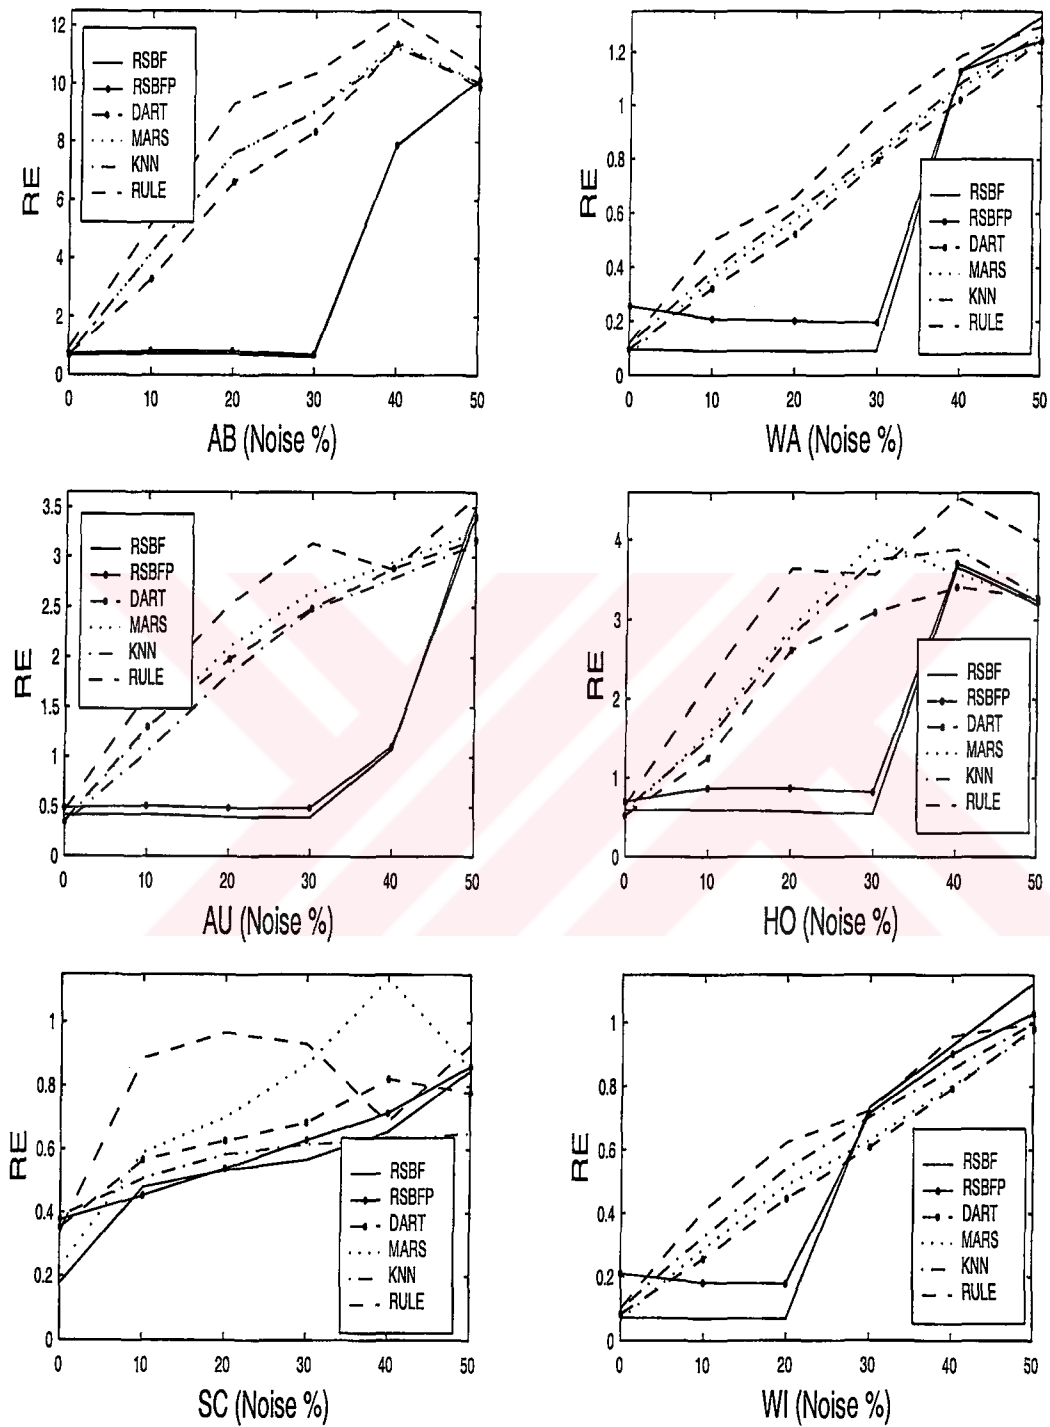 12
10
8
6
4
2
0
RE
RSBF
RSBFP
DART
MARS
KNN
RULE
0 10 20 30 40 50
AB (Noise %)
1.2
1
0.8
0.6
0.4
0.2
0
RE
RSBF
RSBFP
DART
MARS
KNN
RULE
0 10 20 30 40 50
WA (Noise %)
3.5
3
2.5
2
1.5
1
0.5
0
RE
RSBF
RSBFP
DART
MARS
KNN
RULE
0 10 20 30 40 50
AU (Noise %)
4
3
2
1
0
RE
RSBF
RSBFP
DART
MARS
KNN
RULE
0 10 20 30 40 50
HO (Noise %)
1
0.8
0.6
0.4
0.2
0
RE
RSBF
RSBFP
DART
MARS
KNN
RULE
0 10 20 30 40 50
SC (Noise %)
1
0.8
0.6
0.4
0.2
0
RE
RSBF
RSBFP
DART
MARS
KNN
RULE
0 10 20 30 40 50
WI (Noise %)